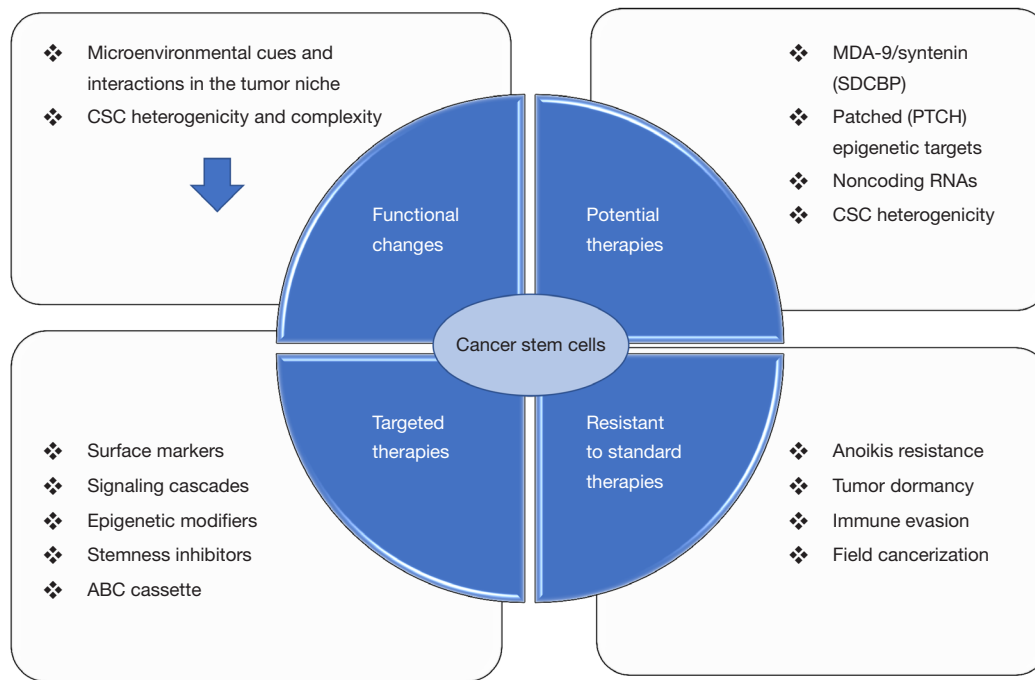 Microenvironmental cues and
interactions in the tumor niche
CSC heterogenicity and complexity
MDA-9/syntenin
(SDCBP)
Patched (PTCH)
epigenetic targets
Noncoding RNAs
CSC heterogenicity
Functional
changes
Potential
therapies
Cancer stem cells
Targeted
therapies
Resistant
to standard
therapies
Surface markers
Signaling cascades
Epigenetic modifiers
Stemness inhibitors
ABC cassette
Anoikis resistance
Tumor dormancy
Immune evasion
Field cancerization